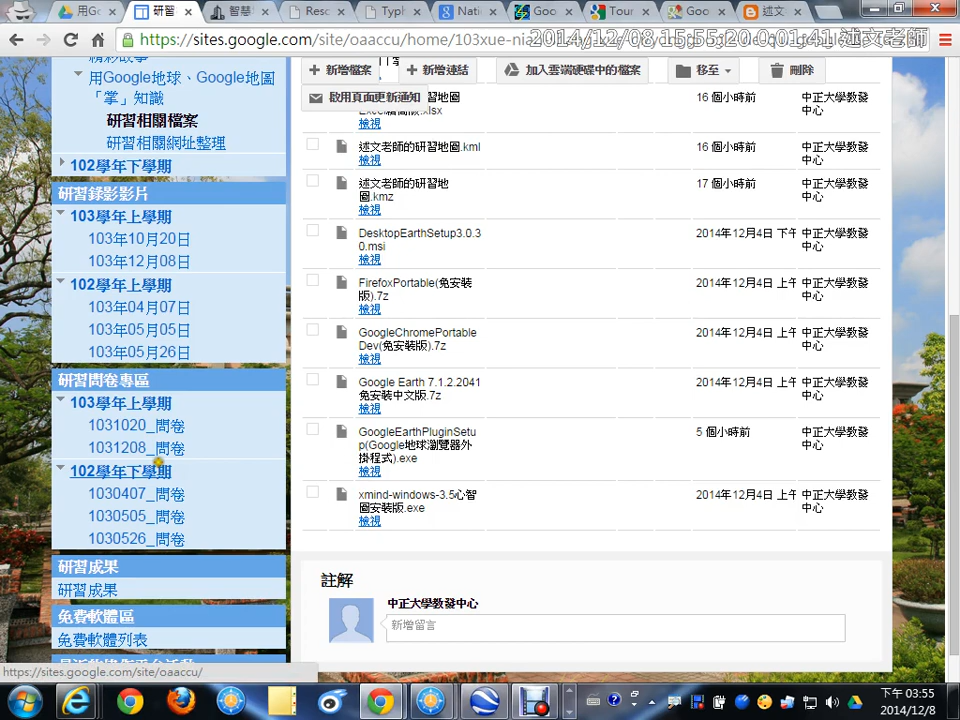 用Go
研習
智慧
Reso
Typh
Natio
Goo
Tour
Goo
述文
https://sites.google.com/site/oaaccu/home/103xue-nia
2014/12/08 15:55:20 0:01:41 述文老師
新增檔案
新增連結
加入雲端硬碟中的檔案
移至
刪除
啟用頁面更新通知
精彩故事
用Google地球、Google地圖
「掌」知識
研習相關檔案
研習相關網址整理
102學年下學期
研習錄影影片
103學年上學期
103年10月20日
103年12月08日
102學年上學期
103年04月07日
103年05月05日
103年05月26日
研習問卷專區
103學年上學期
1031020_問卷
1031208_問卷
102學年下學期
1030407_問卷
1030505_問卷
1030526_問卷
研習成果
研習成果
免費軟體區
免費軟體列表
檢視
16 個小時前
中正大學教發中心
述文老師的研習地圖.kml
檢視
16 個小時前
中正大學教發中心
述文老師的研習地
圖.kmz
檢視
17 個小時前
中正大學教發中心
DesktopEarthSetup3.0.3
0.msi
檢視
2014年12月4日 下午
中正大學教發中心
FirefoxPortable(免安裝
版).7z
檢視
2014年12月4日 上午
中正大學教發中心
GoogleChromePortable
Dev(免安裝版).7z
檢視
2014年12月4日 上午
中正大學教發中心
Google Earth 7.1.2.2041
免安裝中文版.7z
檢視
2014年12月4日 上午
中正大學教發中心
GoogleEarthPluginSetu
p(Google地球瀏覽器外
掛程式).exe
檢視
5 個小時前
中正大學教發中心
xmind-windows-3.5心智
圖安裝版.exe
檢視
2014年12月4日 上午
中正大學教發中心
註解
中正大學教發中心
新增留言
https://sites.google.com/site/oaaccu/
下午 03:55
2014/12/8